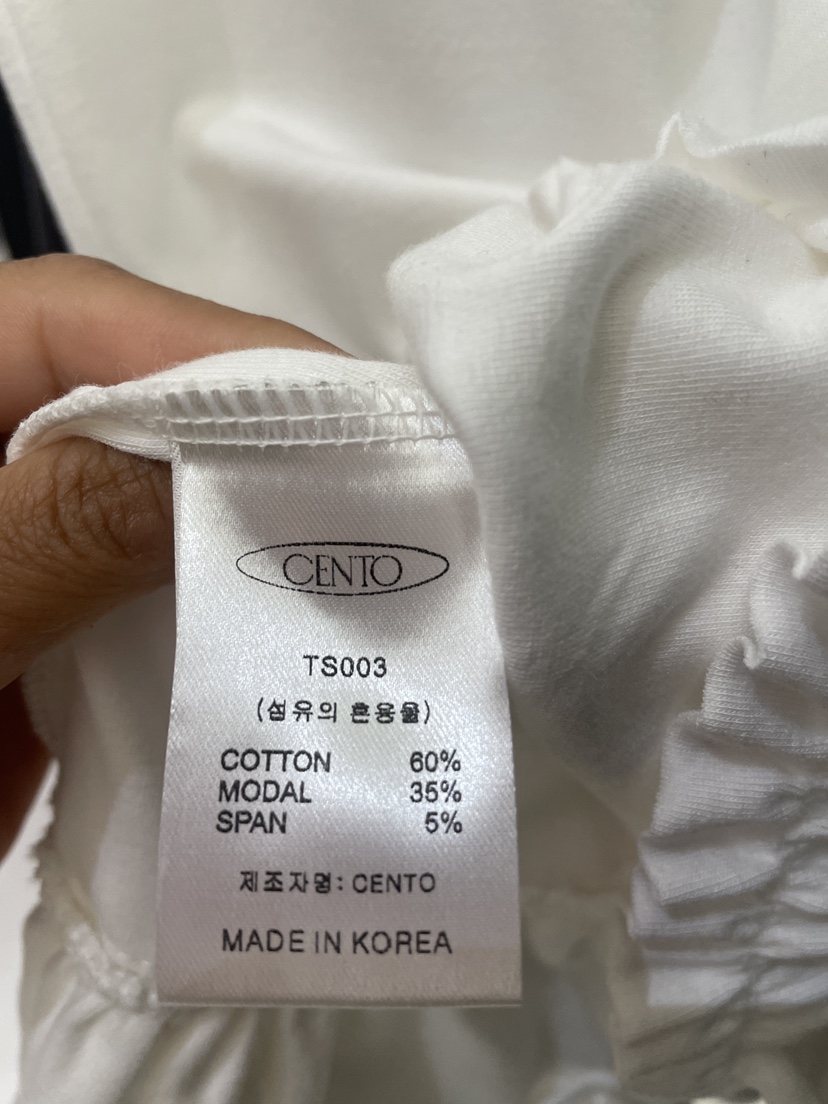 CENTO
TS003
(섬유의 혼용율)
COTTON 60%
MODAL 35%
SPAN 5%
제조자명: CENTO
MADE IN KOREA